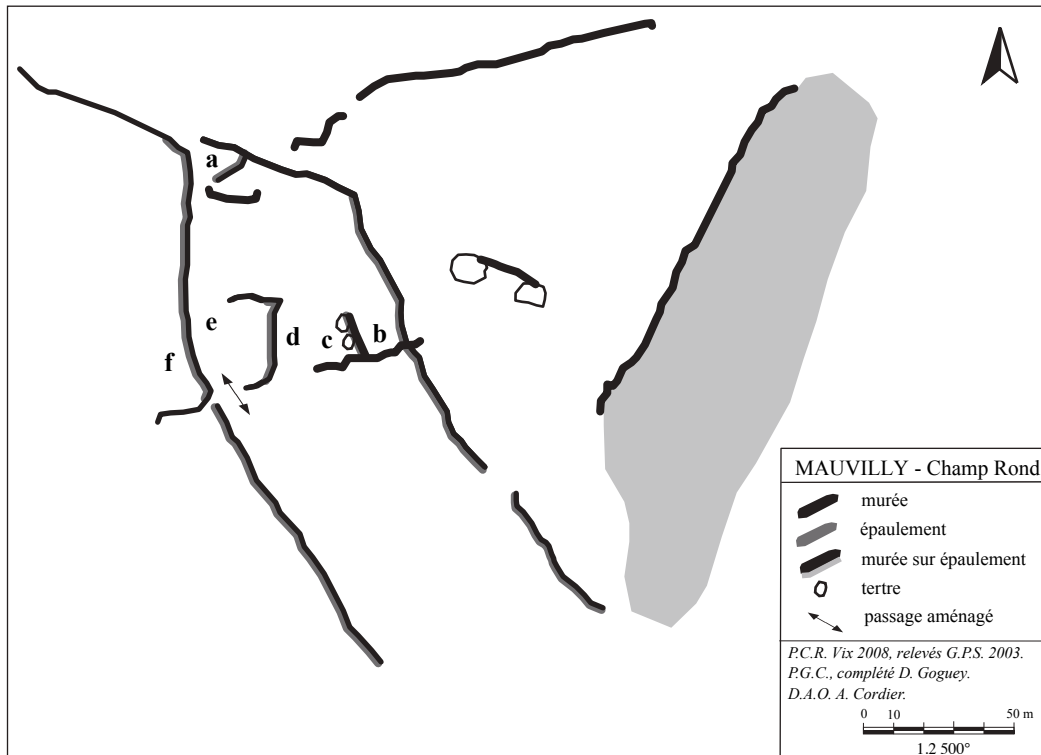 a
b
c
d
e
f
MAUVILLY - Champ Rond
murée
épaulement
murée sur épaulement
tertre
passage aménagé
P.C.R. Vix 2008, relevés G.P.S. 2003.
P.G.C., complété D. Goguey.
D.A.O. A. Cordier.
0 10 50 m
1.2 500°